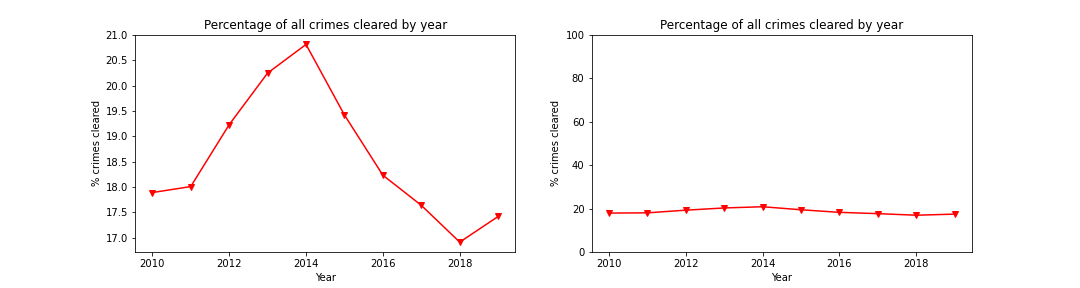 Percentage of all crimes cleared by year
% crimes cleared
21.0
20.5
20.0
19.5
19.0
18.5
18.0
17.5
17.0
2010 2012 2014 2016 2018
Year
Percentage of all crimes cleared by year
% crimes cleared
100
80
60
40
20
0
2010 2012 2014 2016 2018
Year